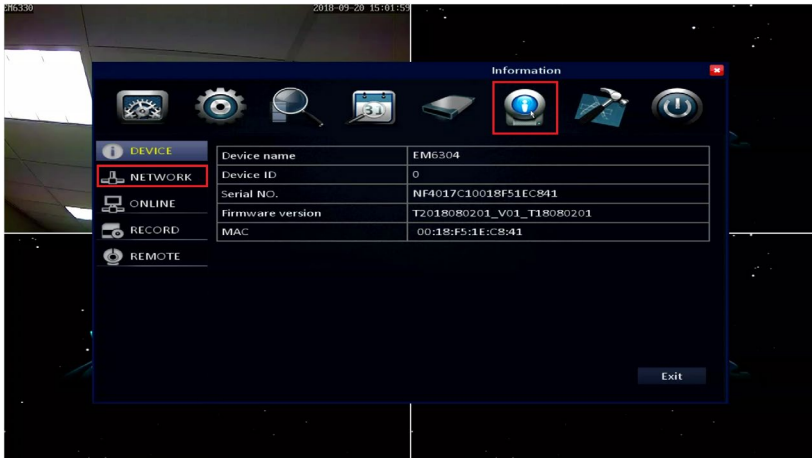 EM6330
2018-09-20 15:01:59
Information
31
DEVICE
NETWORK
ONLINE
RECORD
REMOTE
Device name EM6304
Device ID 0
Serial NO. NF4017C10018F51EC841
Firmware version T2018080201_V01_T18080201
MAC 00:18:F5:1E:C8:41
Exit